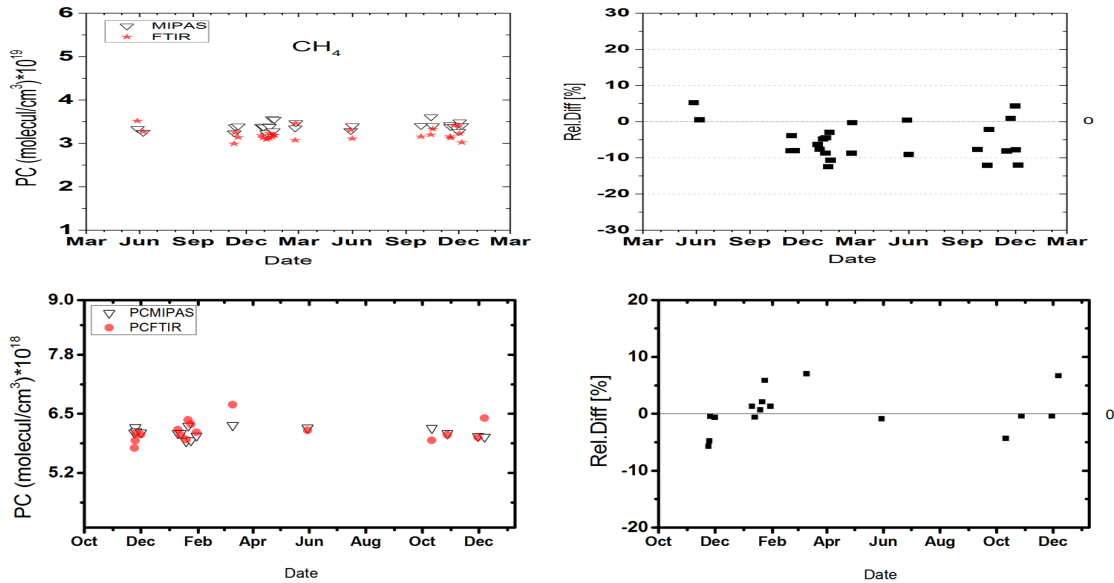 MIPAS
FTIR
CH4
PC (molecul/cm3)*10^19
6
5
4
3
2
1
Mar Jun Sep Dec Mar Jun Sep Dec Mar
Date
Rel.Diff [%]
30
20
10
0
-10
-20
-30
0
Mar Jun Sep Dec Mar Jun Sep Dec Mar
Date
PCMIPAS
PCFTIR
PC (molecul/cm3)*10^18
9.0
7.8
6.5
5.2
Oct Dec Feb Apr Jun Aug Oct Dec
Date
Rel.Diff [%]
20
10
0
-10
-20
0
Oct Dec Feb Apr Jun Aug Oct Dec
Date